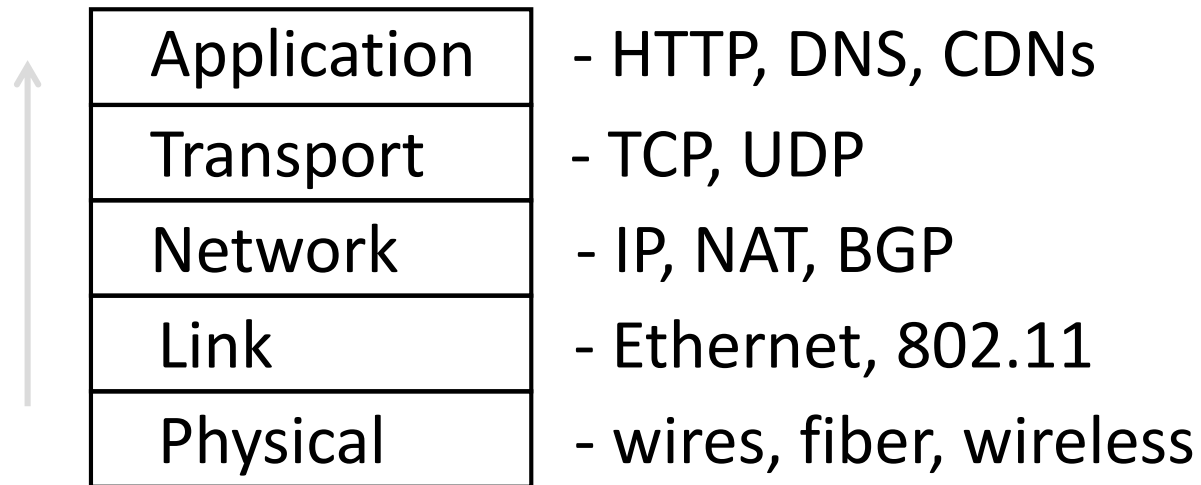 Application - HTTP, DNS, CDNs
Transport - TCP, UDP
Network - IP, NAT, BGP
Link - Ethernet, 802.11
Physical - wires, fiber, wireless